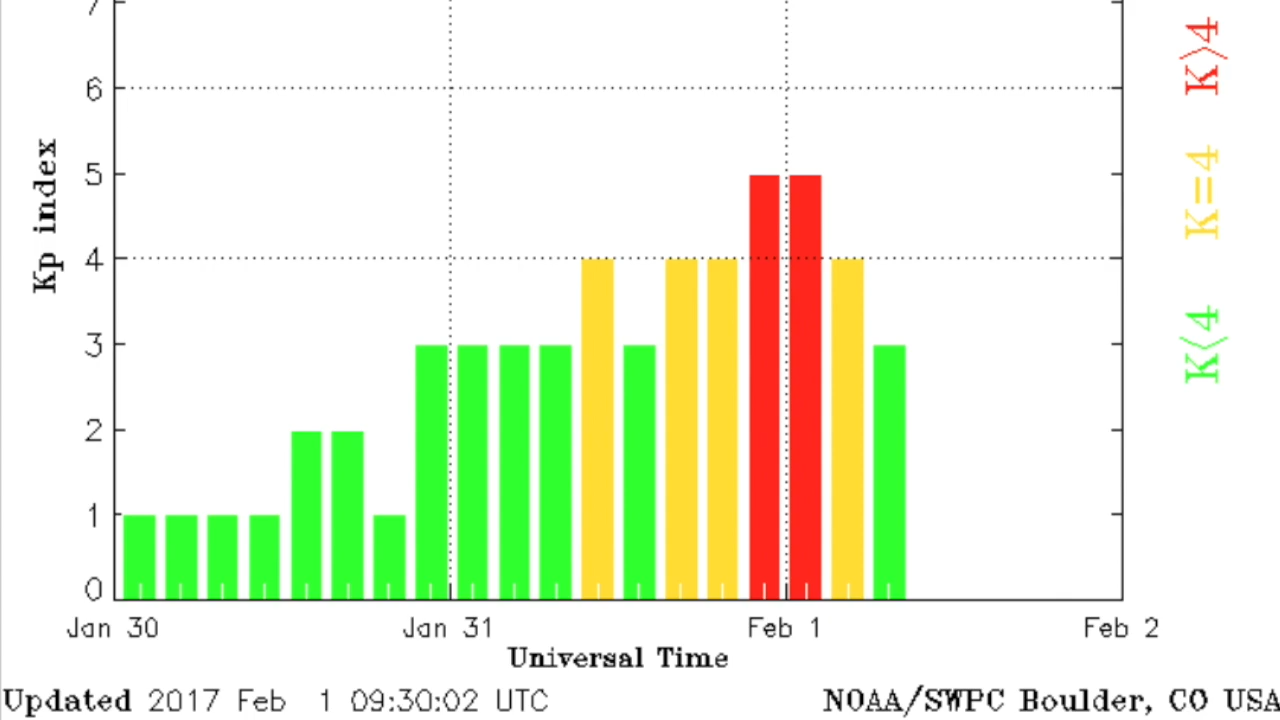 7
6
5
4
3
2
1
0
Kp index
K>4
K=4
K<4
Jan 30 Jan 31 Feb 1 Feb 2
Universal Time
Updated 2017 Feb 1 09:30:02 UTC NOAA/SWPC Boulder, CO USA